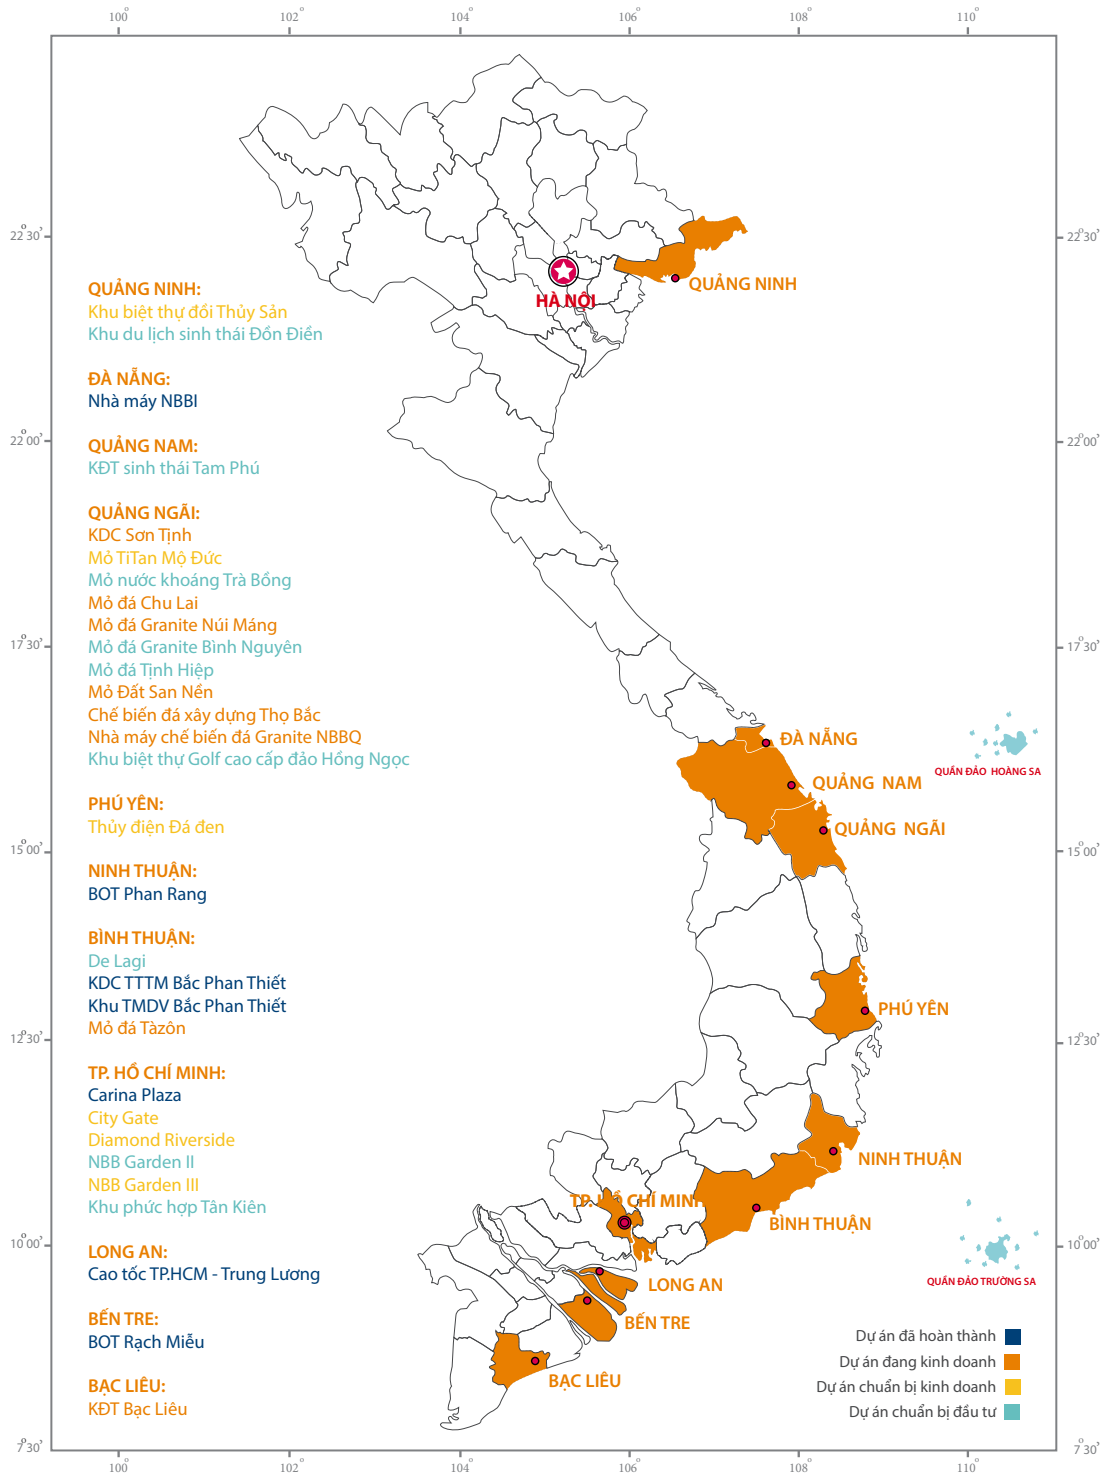 100°
102°
104°
106°
108°
110°
22°30’
22°30’
QUẢNG NINH
HÀ NỘI
QUẢNG NINH:
Khu biệt thự đồi Thủy Sản
Khu du lịch sinh thái Đồn Điền
ĐÀ NẴNG:
Nhà máy NBBI
22°00’
22°00’
QUẢNG NAM:
KĐT sinh thái Tam Phú
QUẢNG NGÃI:
KDC Sơn Tịnh
Mỏ TiTan Mộ Đức
Mỏ nước khoáng Trà Bồng
Mỏ đá Chu Lai
Mỏ đá Granite Núi Máng
17°30’
17°30’
Mỏ đá Granite Bình Nguyên
Mỏ đá Tịnh Hiệp
Mỏ Đất San Nền
Chế biến đá xây dựng Thọ Bắc
Nhà máy chế biến đá Granite NBBQ
Khu biệt thự Golf cao cấp đảo Hồng Ngọc
ĐÀ NẴNG
QUẦN ĐẢO HOÀNG SA
QUẢNG NAM
QUẢNG NGÃI
PHÚ YÊN:
Thủy điện Đá đen
15°00’
15°00’
NINH THUẬN:
BOT Phan Rang
BÌNH THUẬN:
De Lagi
KDC TTTM Bắc Phan Thiết
Khu TMDV Bắc Phan Thiết
Mỏ đá Tàzôn
PHÚ YÊN
12°30’
12°30’
TP. HỒ CHÍ MINH:
Carina Plaza
City Gate
Diamond Riverside
NBB Garden II
NBB Garden III
Khu phức hợp Tân Kiên
NINH THUẬN
TP. HỒ CHÍ MINH
BÌNH THUẬN
10°00’
10°00’
LONG AN:
Cao tốc TP.HCM - Trung Lương
LONG AN
QUẦN ĐẢO TRƯỜNG SA
BẾN TRE:
BOT Rạch Miễu
BẾN TRE
BẠC LIÊU:
KĐT Bạc Liêu
BẠC LIÊU
Dự án đã hoàn thành
Dự án đang kinh doanh
Dự án chuẩn bị kinh doanh
Dự án chuẩn bị đầu tư
7°30’
7°30’
100
102
104
106
108
110